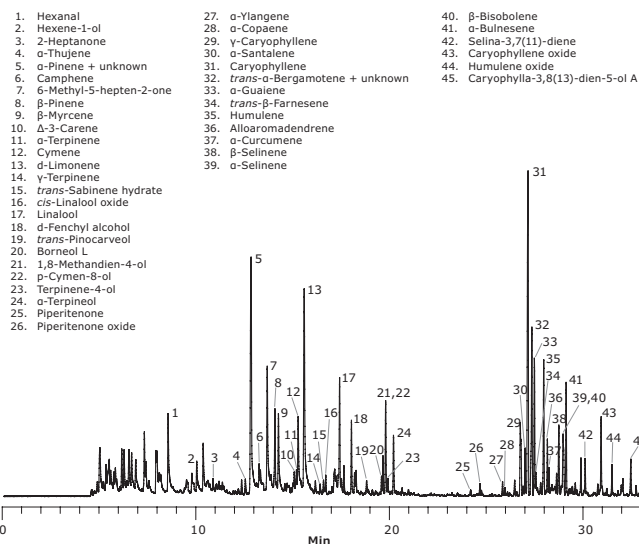 1. Hexanal
2. Hexene-1-ol
3. 2-Heptanone
4. α-Thujene
5. α-Pinene + unknown
6. Camphene
7. 6-Methyl-5-hepten-2-one
8. β-Pinene
9. β-Myrcene
10. Δ-3-Carene
11. α-Terpinene
12. Cymene
13. d-Limonene
14. γ-Terpinene
15. trans-Sabinene hydrate
16. cis-Linalool oxide
17. Linalool
18. d-Fenchyl alcohol
19. trans-Pinocarveol
20. Borneol L
21. 1,8-Methandien-4-ol
22. p-Cymen-8-ol
23. Terpinene-4-ol
24. α-Terpineol
25. Piperitenone
26. Piperitenone oxide
27. α-Ylangene
28. α-Copaene
29. γ-Caryophyllene
30. α-Santalene
31. Caryophyllene
32. trans-α-Bergamotene + unknown
33. α-Guaiene
34. trans-β-Farnesene
35. Humulene
36. Alloaromadendrene
37. α-Curcumene
38. β-Selinene
39. α-Selinene
40. β-Bisobolene
41. α-Bulnesene
42. Selina-3,7(11)-diene
43. Caryophyllene oxide
44. Humulene oxide
45. Caryophylla-3,8(13)-dien-5-ol A
31
5
13
32
33
7
35
34
17
41
8
12
30
36
39,40
21,22
1
9
16
29
38
43
18
15
24
11
6
42
44
2
3
4
10
14
19
20
23
25
26
27
28
37
0
10
20
30
Min